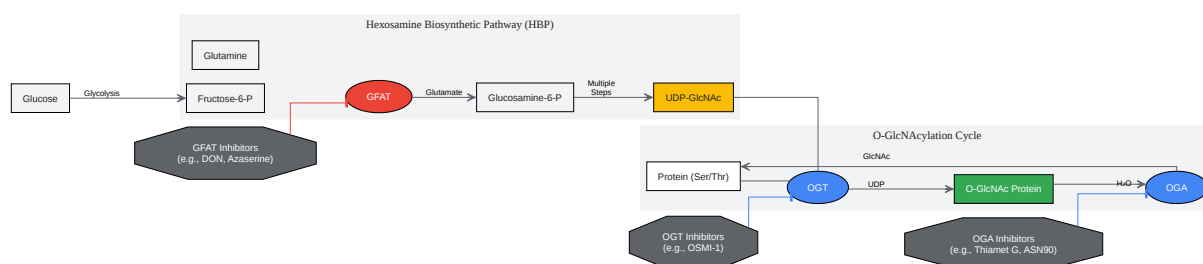 Hexosamine Biosynthetic Pathway (HBP)
Glutamine
Glucose
Glycolysis
Fructose-6-P
GFAT
Glutamate
Glucosamine-6-P
Multiple
Steps
UDP-GlcNAc
GFAT Inhibitors
(e.g., DON, Azaserine)
O-GlcNAcylation Cycle
GlcNAc
Protein (Ser/Thr)
OGT
UDP
O-GlcNAc Protein
H₂O
OGA
OGT Inhibitors
(e.g., OSMI-1)
OGA Inhibitors
(e.g., Thiamet G, ASN90)